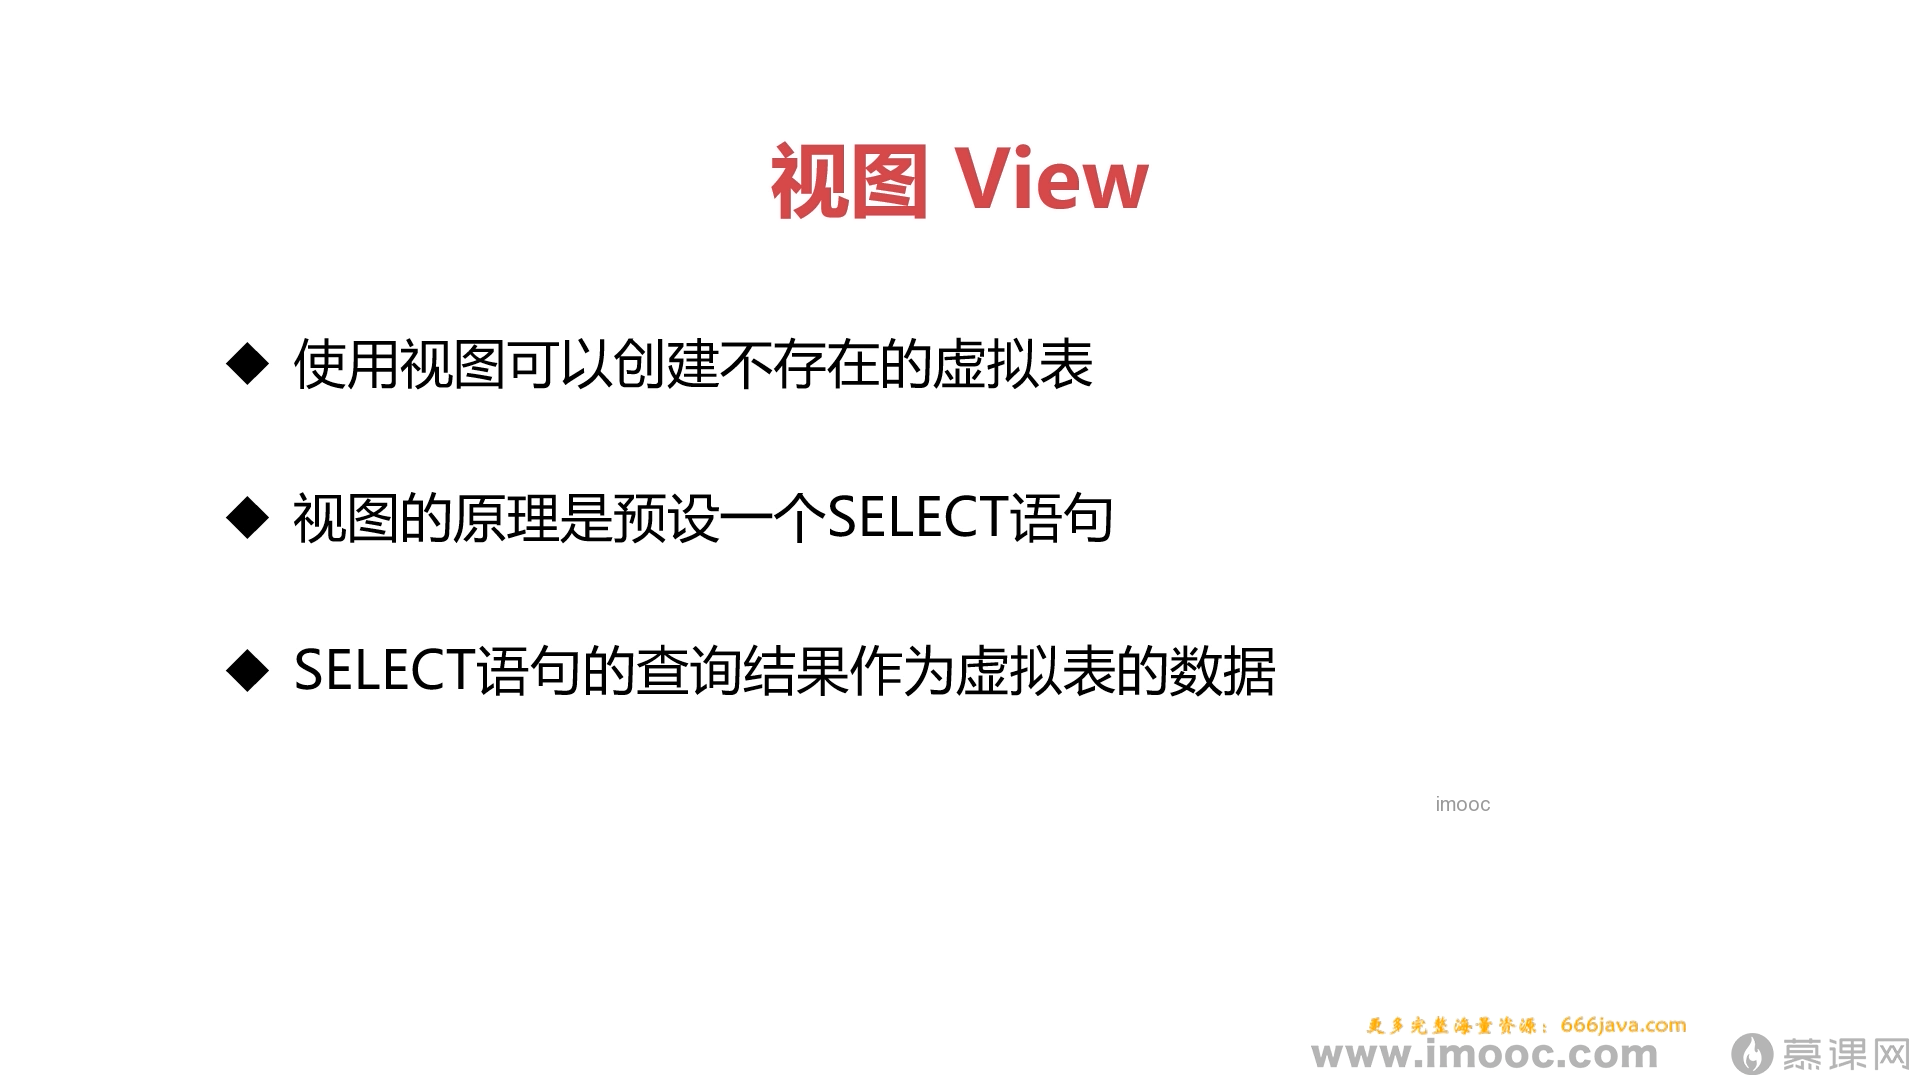 视图 View
◆ 使用视图可以创建不存在的虚拟表
◆ 视图的原理是预设一个SELECT语句
◆ SELECT语句的查询结果作为虚拟表的数据
imooc
更多完整海量资源：666java.com
www.imooc.com 慕课网